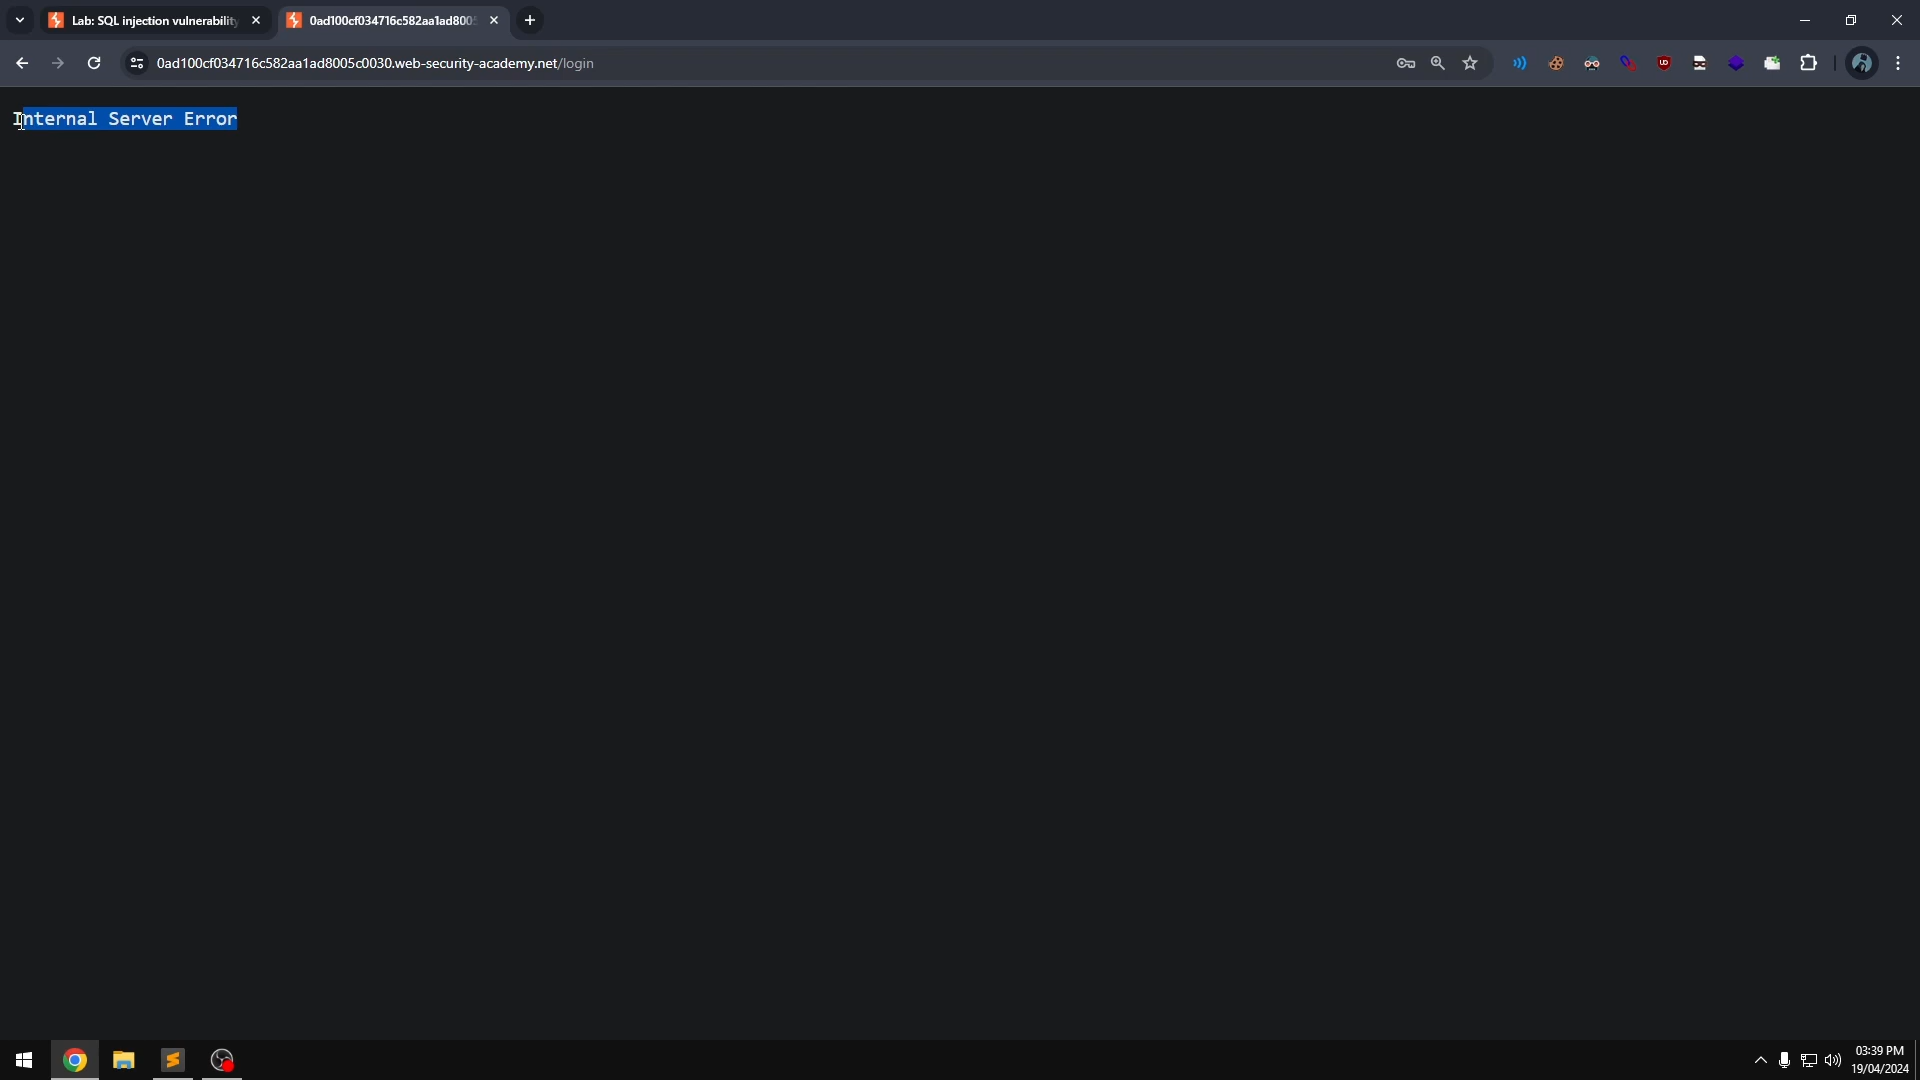 Lab: SQL injection vulnerability
0ad100cf034716c582aa1ad8005
0ad100cf034716c582aa1ad8005c0030.web-security-academy.net/login
Internal Server Error
03:39 PM
19/04/2024